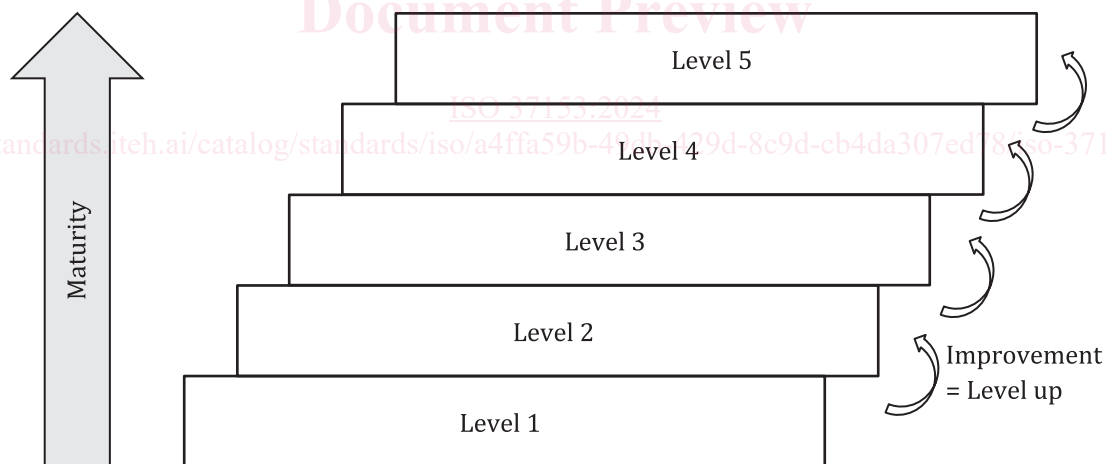 Document Preview
Level 5
ISO 37153:2024
tandards.iteh.ai/catalog/standards/iso/a4ffa59b-49db-429d-8c9d-cb4da307ed78/iso-371
Level 4
Maturity
Level 3
Level 2
Improvement
= Level up
Level 1